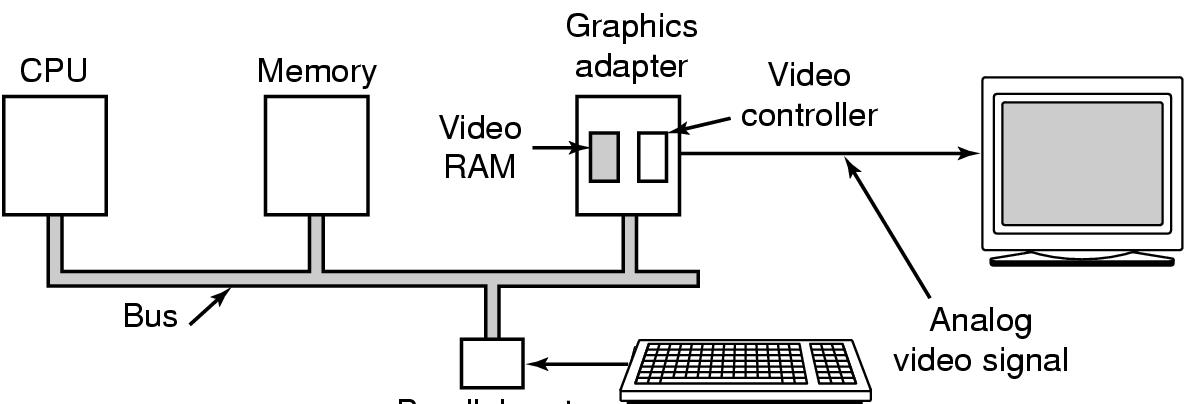 CPU
Memory
Graphics
adapter
Video
controller
Video
RAM
Bus
Analog
video signal